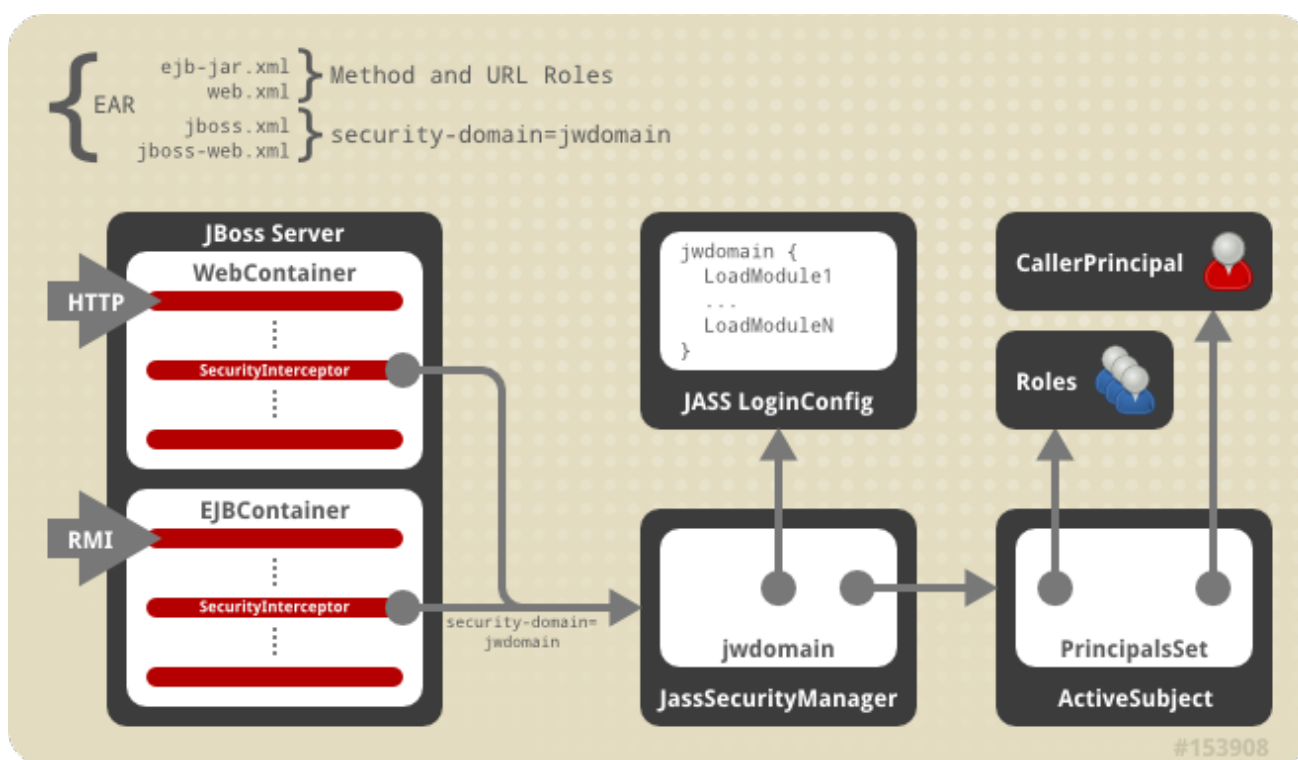 EAR
ejb-jar.xml
web.xml
Method and URL Roles
jboss.xml
jboss-web.xml
security-domain=jwdomain
JBoss Server
WebContainer
HTTP
SecurityInterceptor
EJBContainer
RMI
SecurityInterceptor
security-domain=
jwdomain
jwdomain {
LoadModule1
...
LoadModuleN
}
JASS LoginConfig
jwdomain
JassSecurityManager
CallerPrincipal
Roles
PrincipalsSet
ActiveSubject
#153908